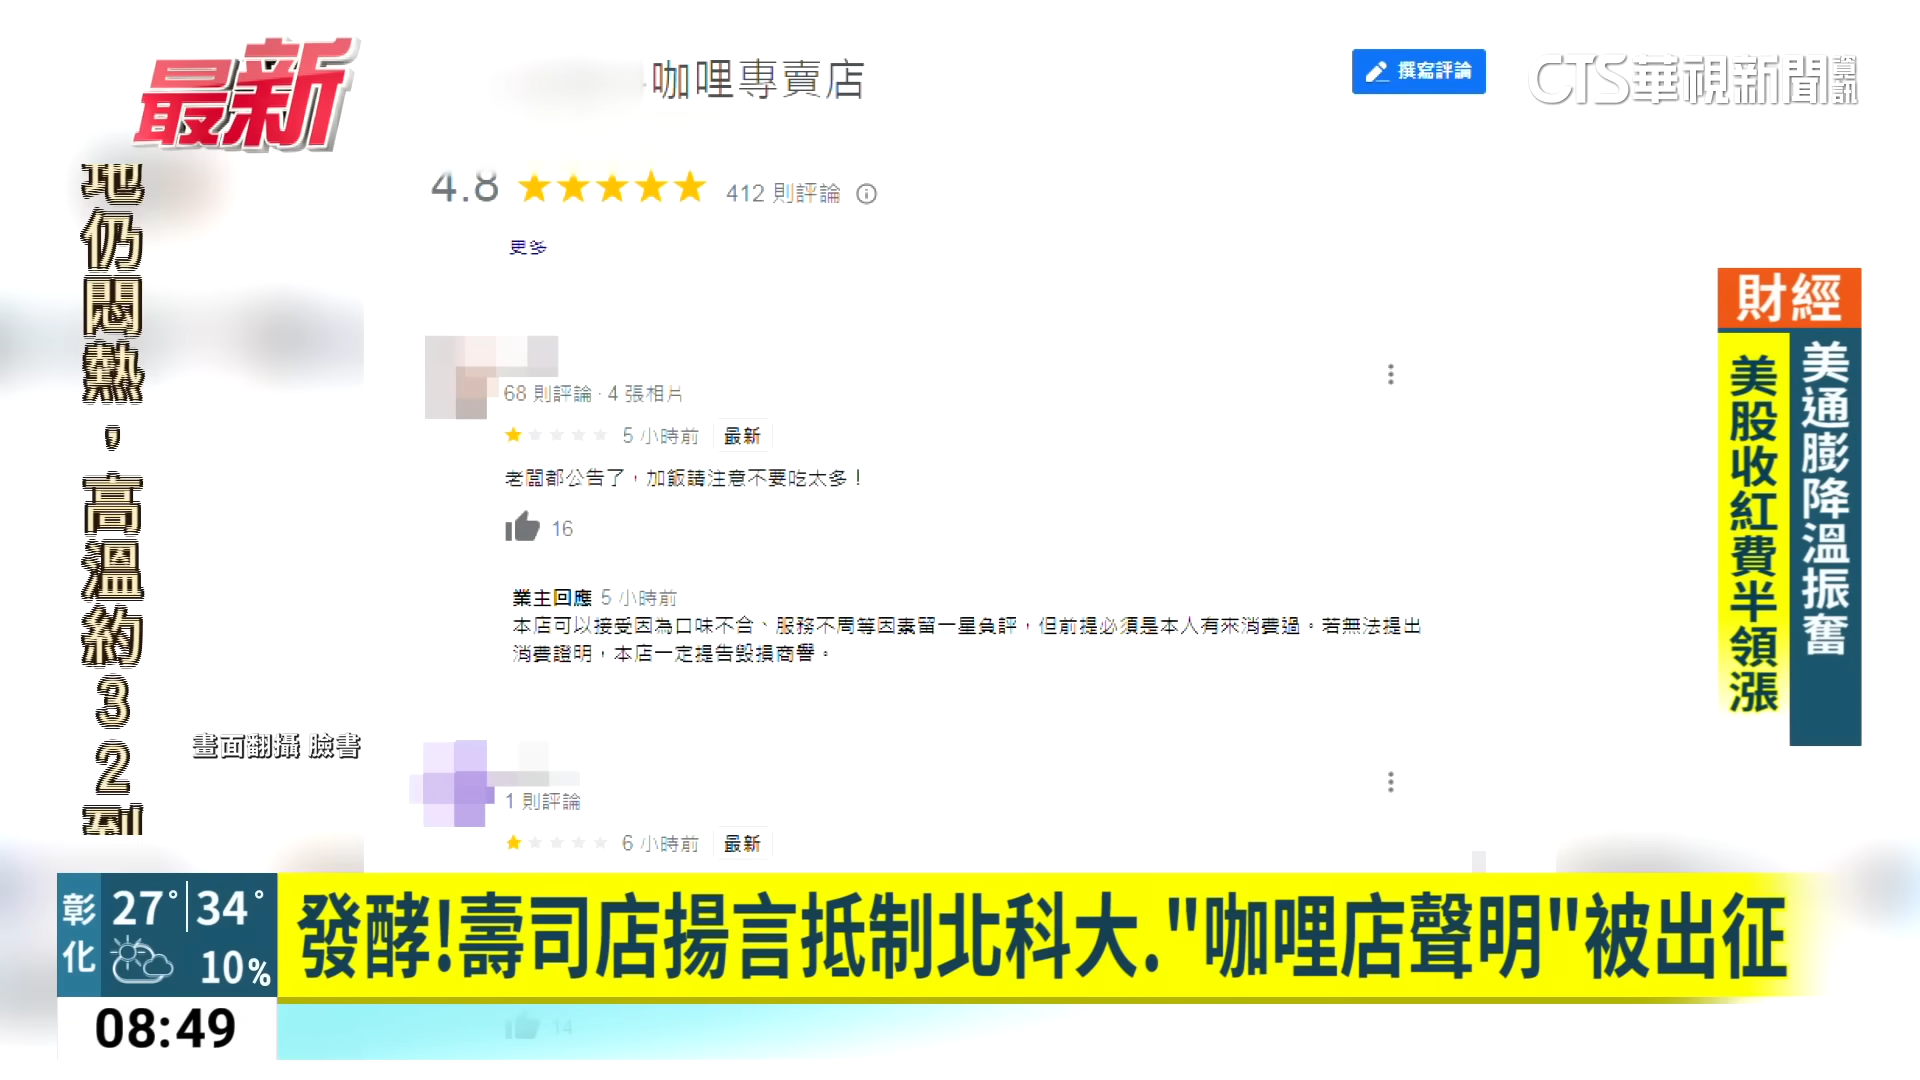 最新
咖哩專賣店
撰寫評論
CTS華視新聞資訊
4.8 412 則評論
更多
地仍悶熱，高溫約32到
68 則評論 · 4 張相片
5 小時前 最新
老闆都公告了，加飯請注意不要吃太多！
16
業主回應 5 小時前
本店可以接受因為口味不合、服務不周等因素留一星負評，但前提必須是本人有來消費過。若無法提出
消費證明，本店一定提告毀損商譽。
財經
美通膨降溫振奮
美股收紅費半領漲
畫面翻攝 臉書
1 則評論
6 小時前 最新
彰化 27° 34°
10%
發酵!壽司店揚言抵制北科大."咖哩店聲明"被出征
08:49
14